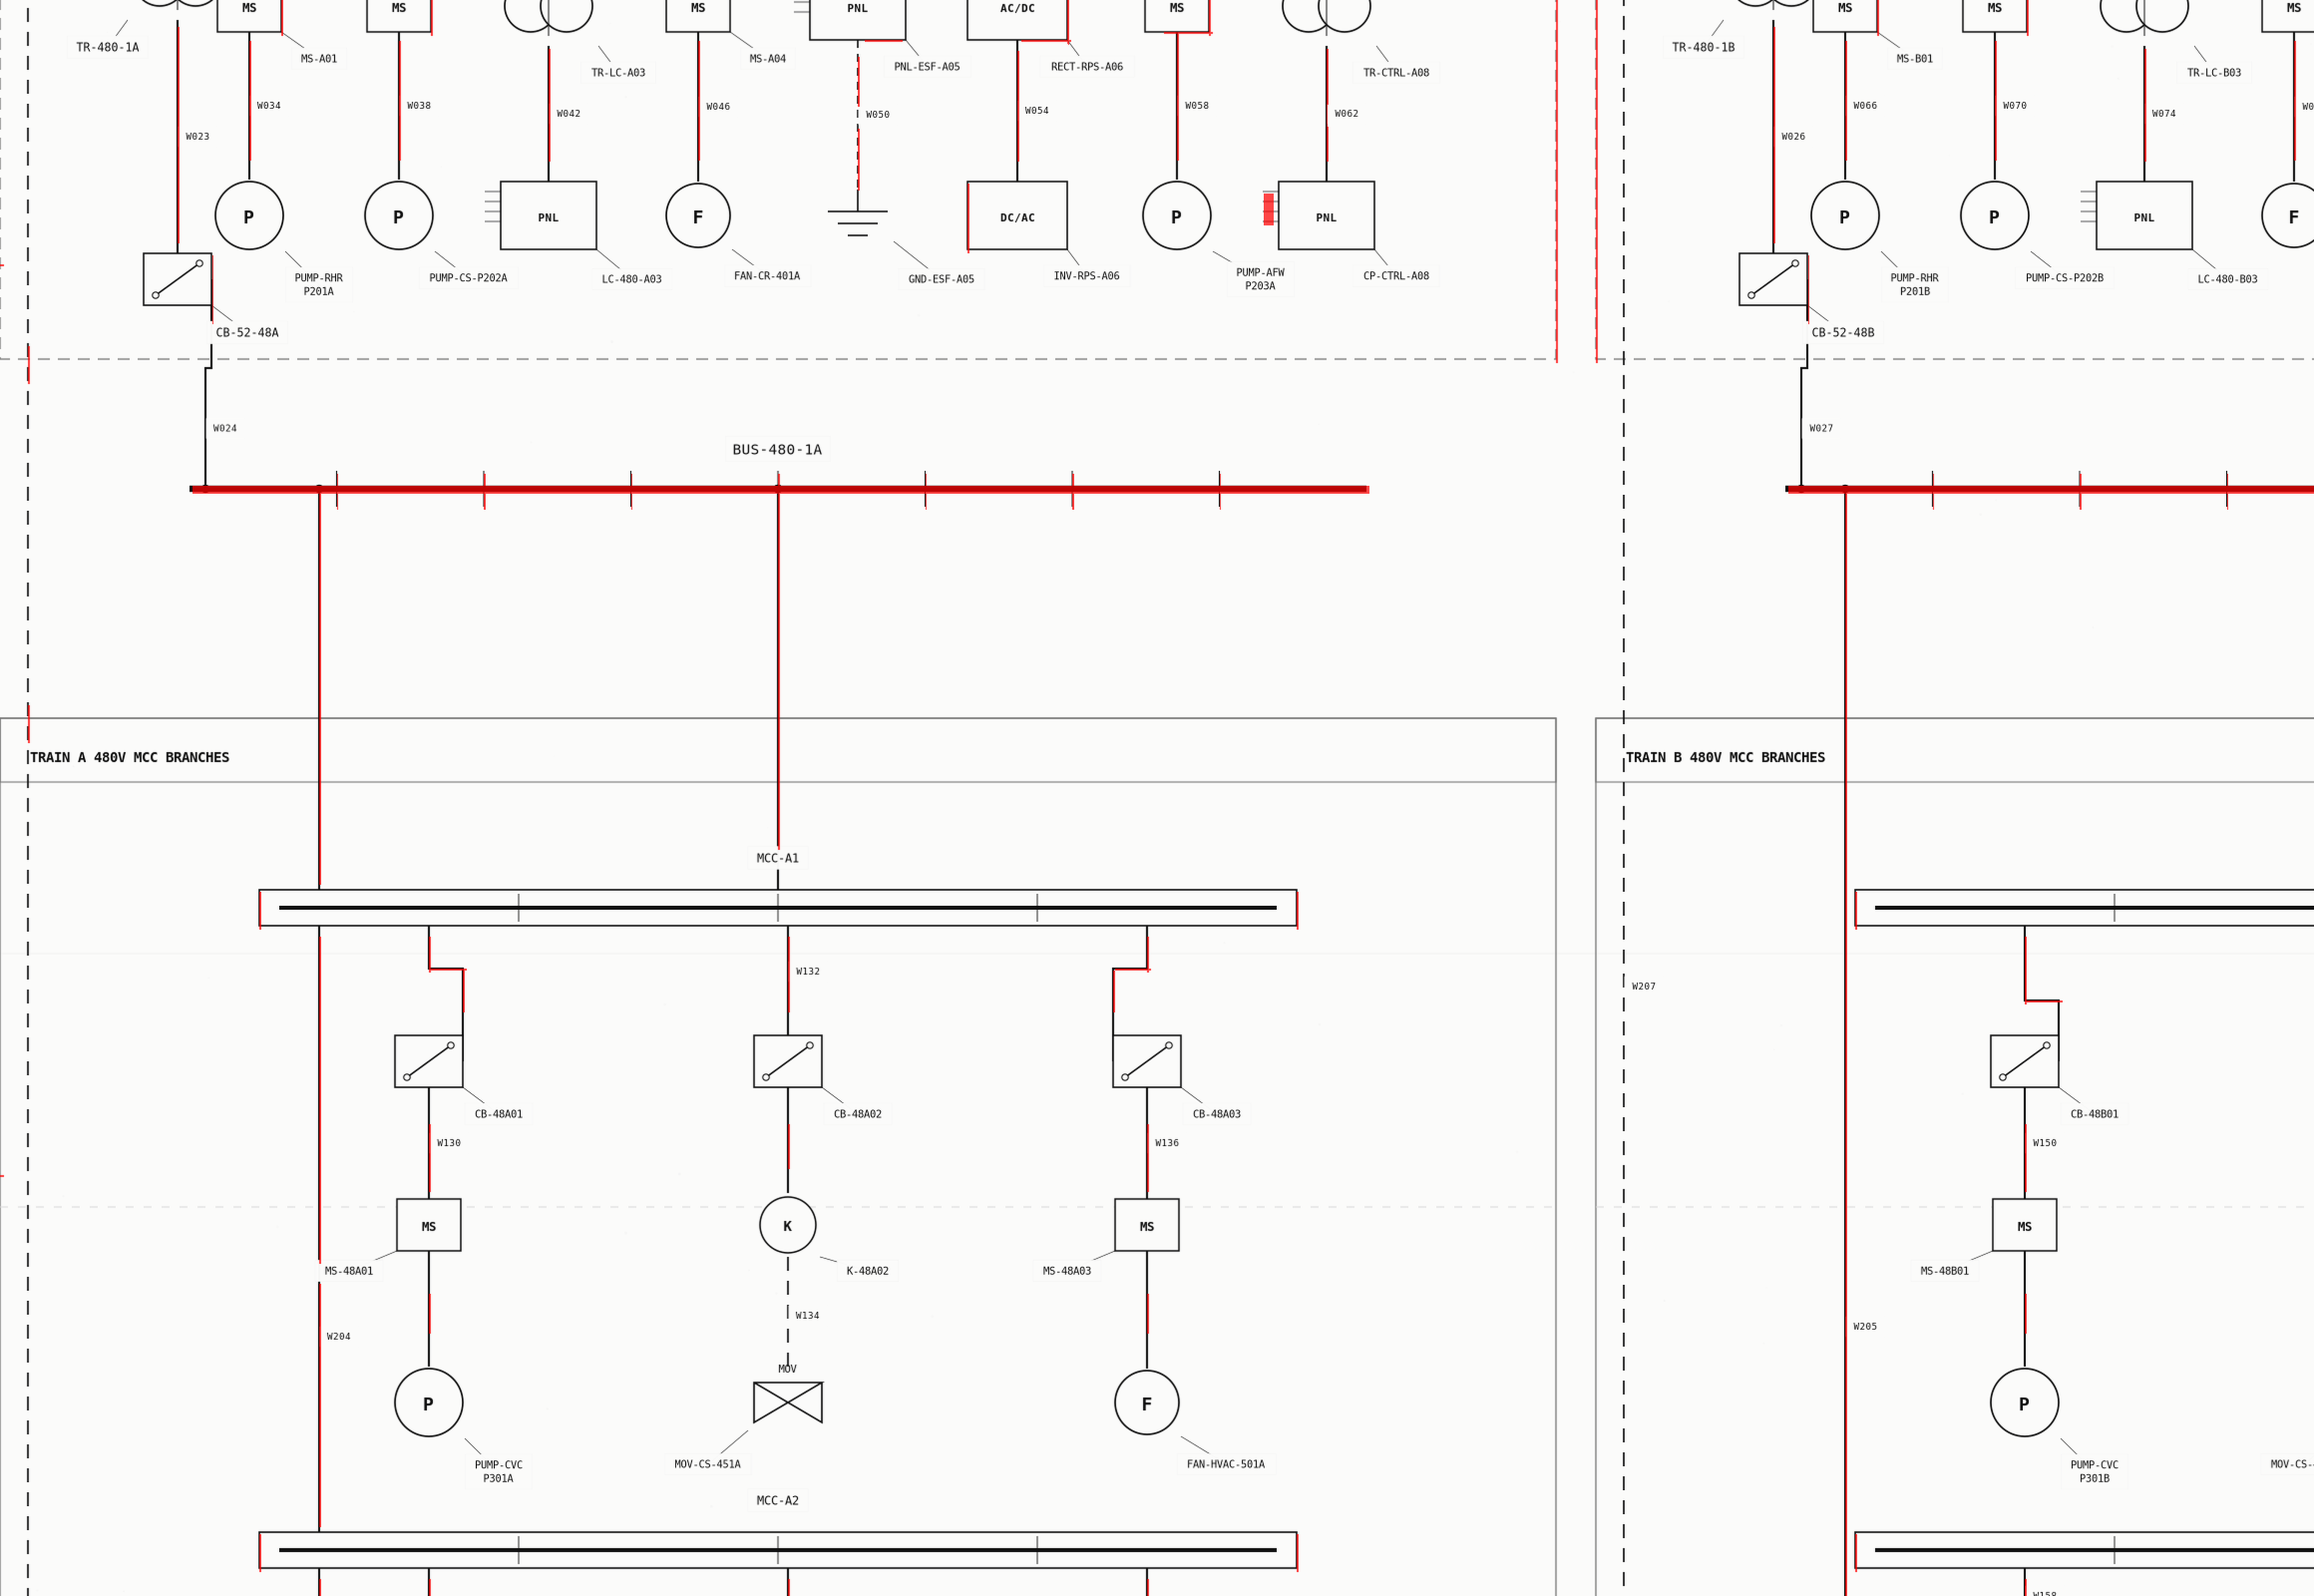 MS
MS
MS
PNL
AC/DC
MS
MS
MS
MS
TR-480-1A
MS-A01
TR-LC-A03
MS-A04
PNL-ESF-A05
RECT-RPS-A06
TR-CTRL-A08
TR-480-1B
MS-B01
TR-LC-B03
W023
W034
W038
W042
W046
W050
W054
W058
W062
W026
W066
W070
W074
P
P
PNL
F
DC/AC
P
PNL
P
P
PNL
F
PUMP-RHR
P201A
PUMP-CS-P202A
LC-480-A03
FAN-CR-401A
GND-ESF-A05
INV-RPS-A06
PUMP-AFW
P203A
CP-CTRL-A08
PUMP-RHR
P201B
PUMP-CS-P202B
LC-480-B03
CB-52-48A
CB-52-48B
W024
BUS-480-1A
W027
TRAIN A 480V MCC BRANCHES
TRAIN B 480V MCC BRANCHES
MCC-A1
W132
W207
CB-48A01
CB-48A02
CB-48A03
CB-48B01
W130
W136
W150
MS
K
MS
MS
MS-48A01
K-48A02
MS-48A03
MS-48B01
W134
W204
W205
MOV
P
F
P
PUMP-CVC
P301A
MOV-CS-451A
FAN-HVAC-501A
PUMP-CVC
P301B
MOV-CS-
MCC-A2